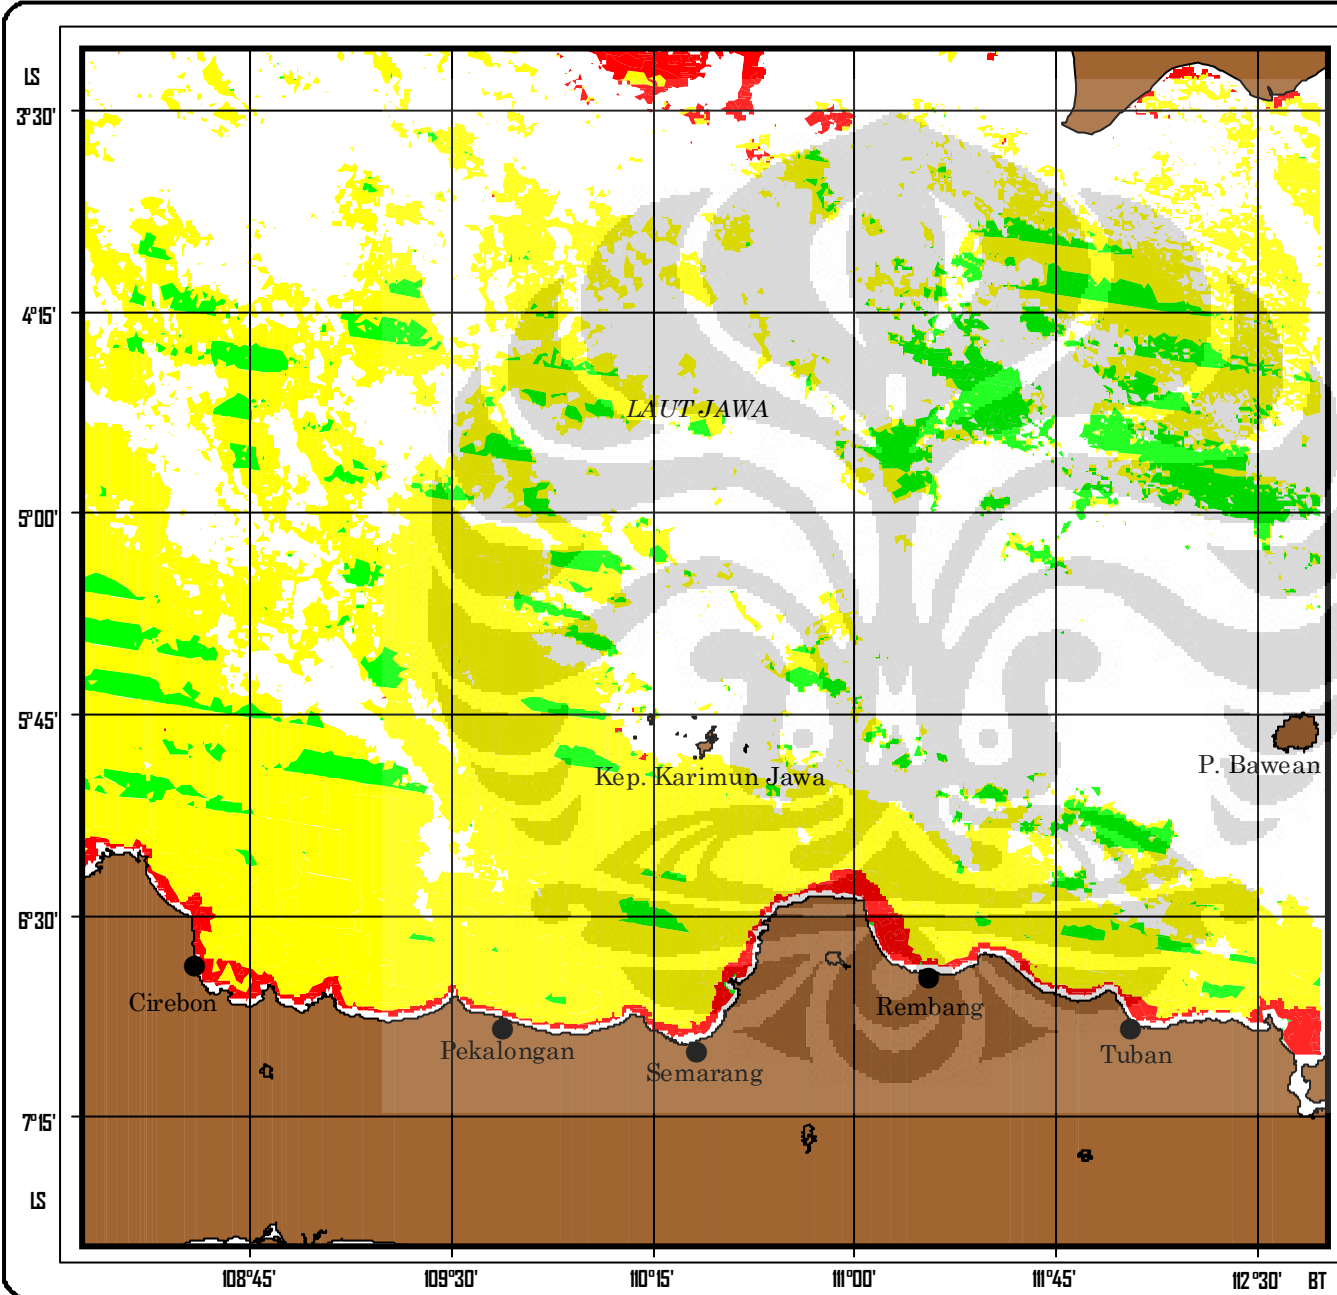 LS
3°30'
4°15'
LAUT JAWA
5°00'
5°45'
P. Bawean
Kep. Karimun Jawa
6°30'
Cirebon
Rembang
Pekalongan
Tuban
Semarang
7°15'
LS
108°45'
109°30'
110°15'
111°00'
111°45'
112°30' BT